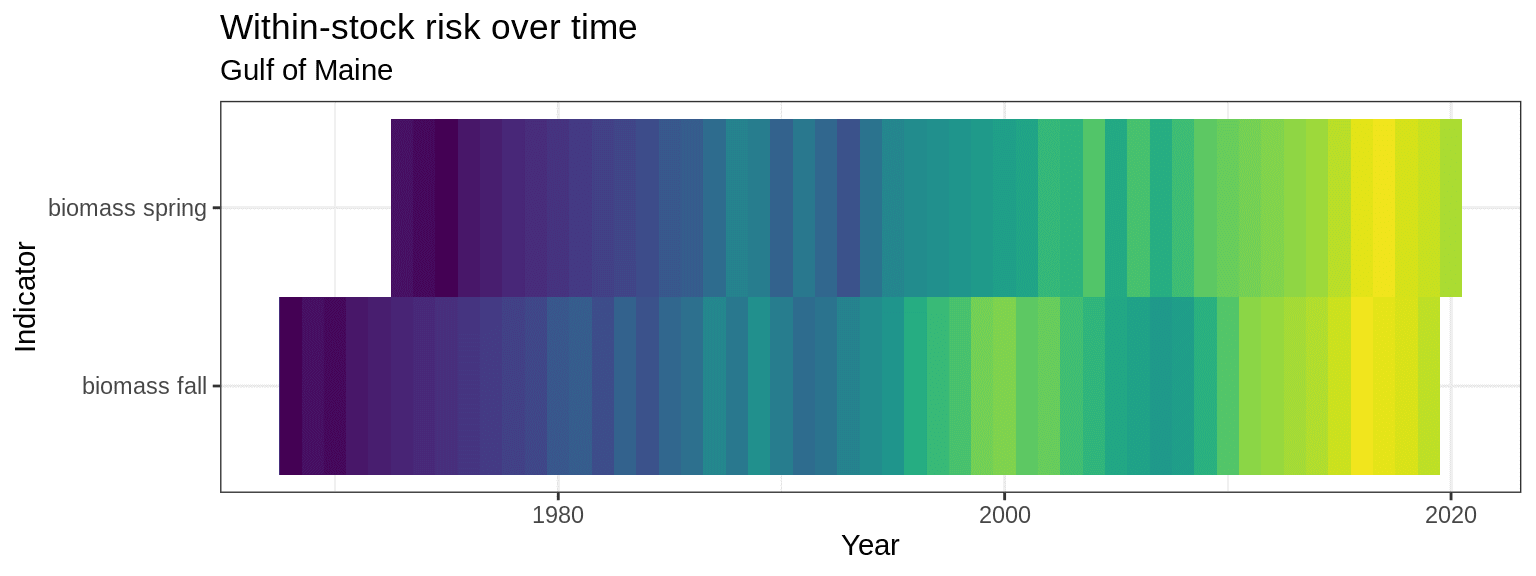 Within-stock risk over time
Gulf of Maine
Indicator
biomass spring
biomass fall
1980
2000
2020
Year